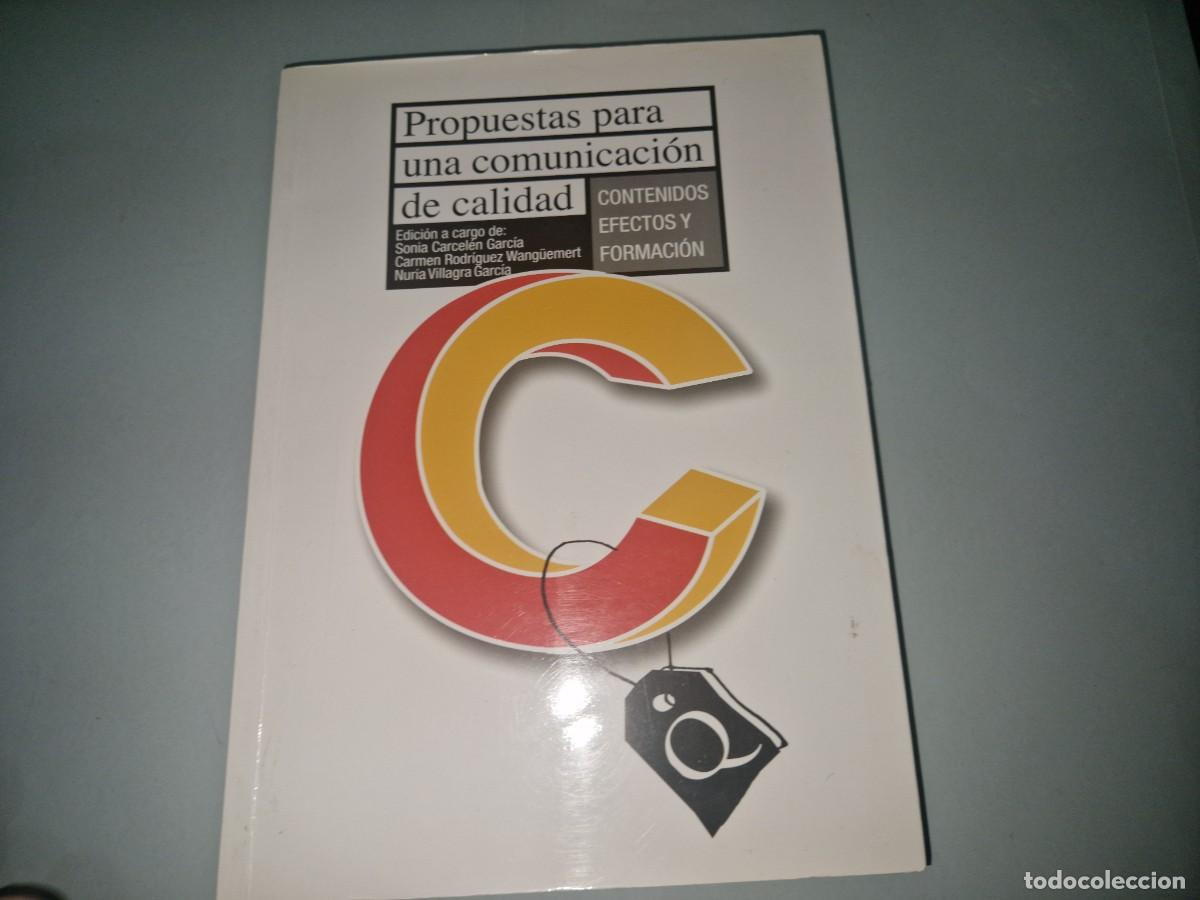 Propuestas para
una comunicación
de calidad
CONTENIDOS
EFECTOS Y
FORMACIÓN
Edición a cargo de:
Sonia Carcelén García
Carmen Rodríguez Wangüemert
Nuria Villagra García
C
Q
todocoleccion